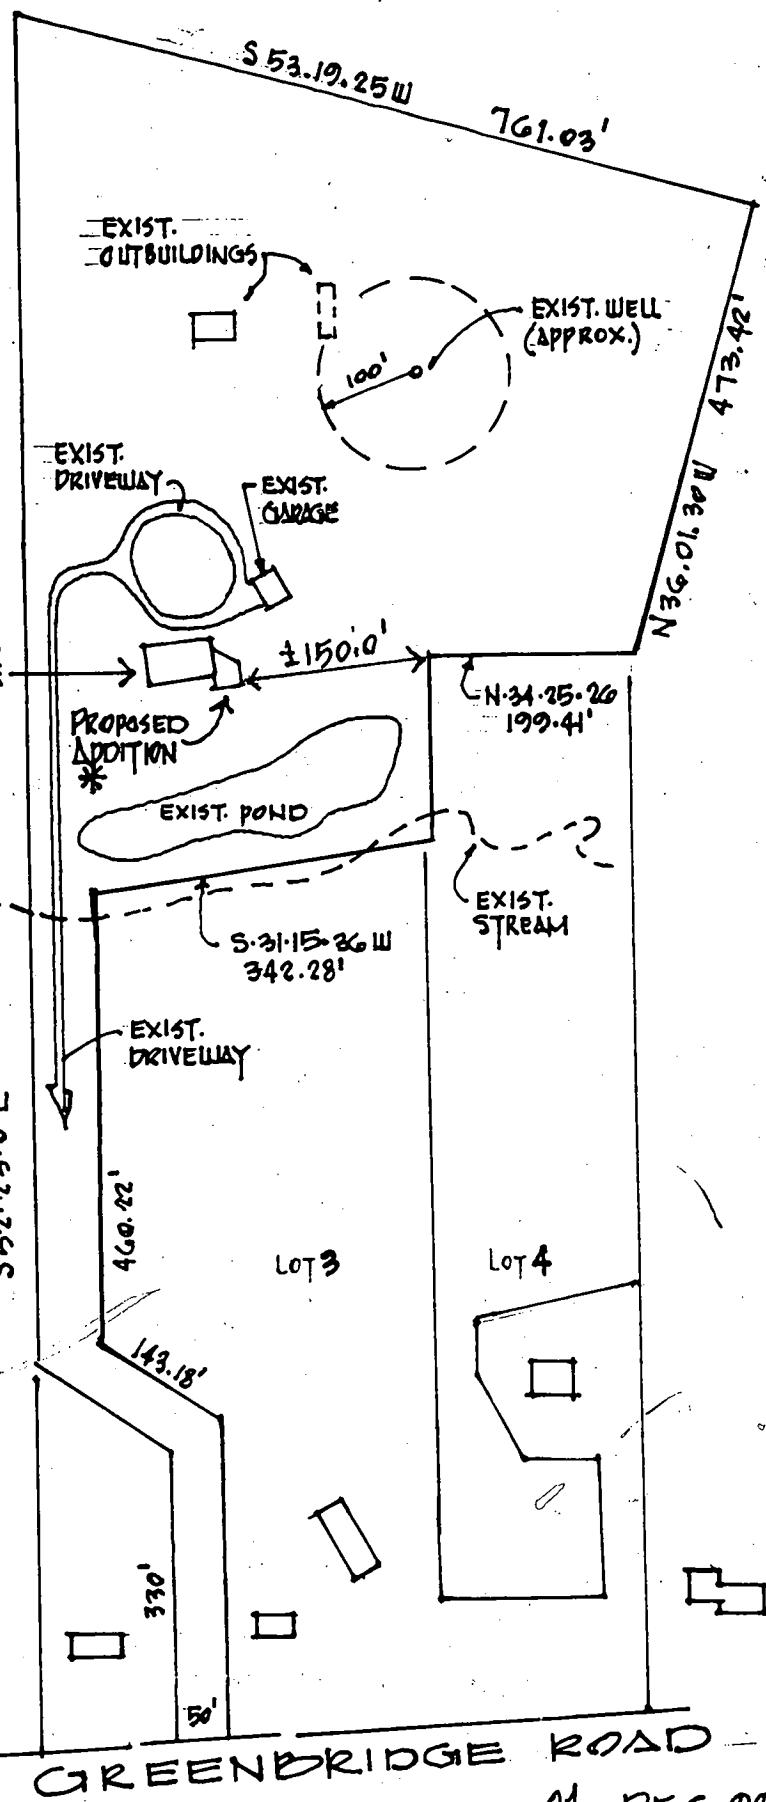 S 53.19.25 W
761.03'
EXIST.
OUTBUILDINGS
EXIST. WELL
(APPROX.)
100'
473.42'
N 36.01.30 W
EXIST.
DRIVEWAY
EXIST.
GARAGE
±150'.0'
N.34.25.26
199.41'
PROPOSED
ADDITION
*
EXIST. POND
EXIST.
STREAM
S.31.15.36 W
342.28'
EXIST.
DRIVEWAY
460.22'
LOT 3
LOT 4
143.18'
330'
50'
GREENBRIDGE ROAD